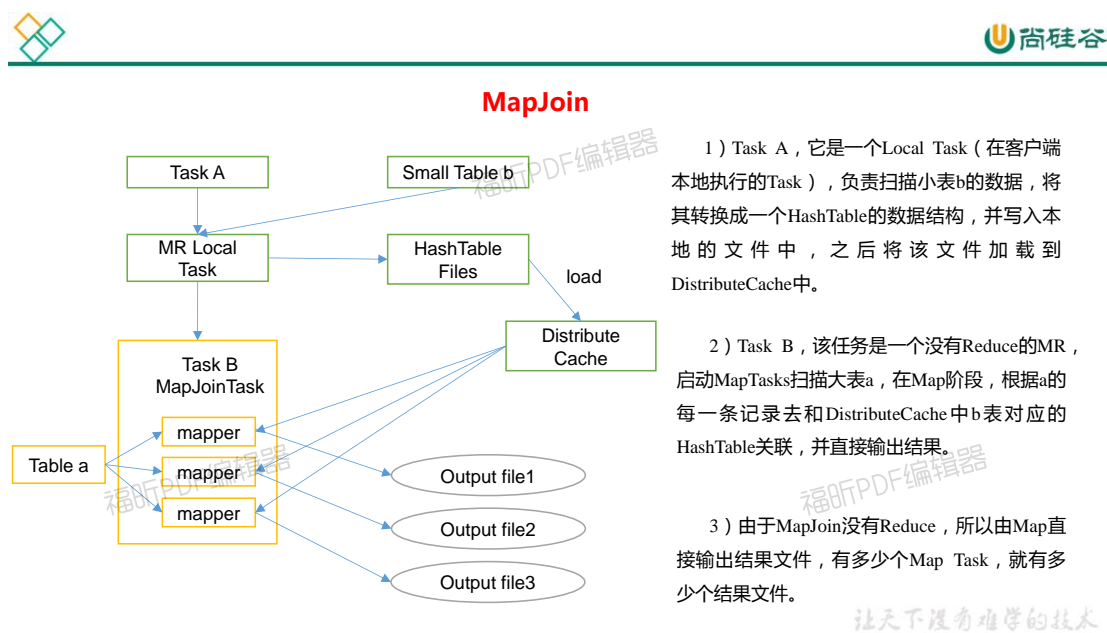 尚硅谷
MapJoin
Task A
Small Table b
MR Local
Task
HashTable
Files
load
Distribute
Cache
Task B
MapJoinTask
mapper
mapper
mapper
Table a
Output file1
Output file2
Output file3
1）Task A，它是一个Local Task（在客户端
本地执行的Task），负责扫描小表b的数据，将
其转换成一个HashTable的数据结构，并写入本
地的文件中，之后将该文件加载到
DistributeCache中。
2）Task B，该任务是一个没有Reduce的MR，
启动MapTasks扫描大表a，在Map阶段，根据a的
每一条记录去和DistributeCache中b表对应的
HashTable关联，并直接输出结果。
3）由于MapJoin没有Reduce，所以由Map直
接输出结果文件，有多少个Map Task，就有多
少个结果文件。
福昕PDF编辑器
福昕PDF编辑器
福昕PDF编辑器
让天下没有难学的技术